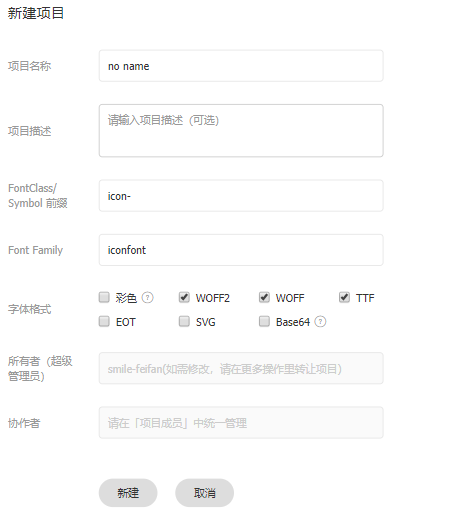 新建项目
项目名称
no name
项目描述
请输入项目描述（可选）
FontClass/
Symbol 前缀
icon-
Font Family
iconfont
字体格式
彩色 ? WOFF2 WOFF TTF
EOT SVG Base64 ?
所有者（超级
管理员）
smile-feifan(如需修改，请在更多操作里转让项目)
协作者
请在「项目成员」中统一管理
新建 取消